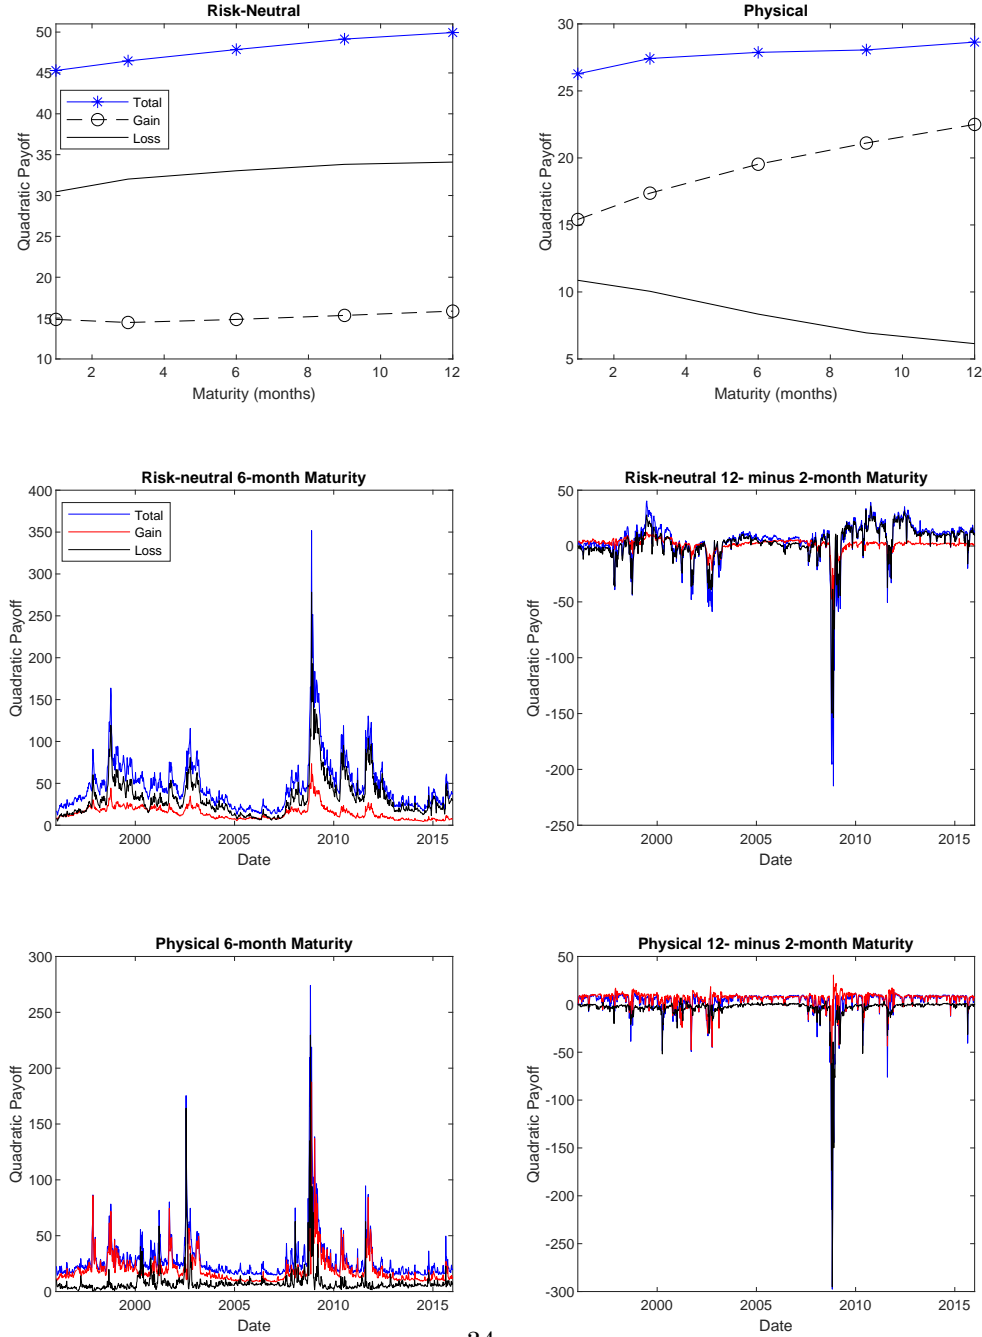 Risk-Neutral
50
45
40
35
30
25
20
15
10
Quadratic Payoff
Total
Gain
Loss
2 4 6 8 10 12
Maturity (months)
Physical
30
25
20
15
10
5
Quadratic Payoff
2 4 6 8 10 12
Maturity (months)
Risk-neutral 6-month Maturity
400
350
300
250
200
150
100
50
0
Quadratic Payoff
Total
Gain
Loss
2000 2005 2010 2015
Date
Risk-neutral 12- minus 2-month Maturity
50
0
-50
-100
-150
-200
-250
Quadratic Payoff
2000 2005 2010 2015
Date
Physical 6-month Maturity
300
250
200
150
100
50
0
Quadratic Payoff
2000 2005 2010 2015
Date
Physical 12- minus 2-month Maturity
50
0
-50
-100
-150
-200
-250
-300
Quadratic Payoff
2000 2005 2010 2015
Date